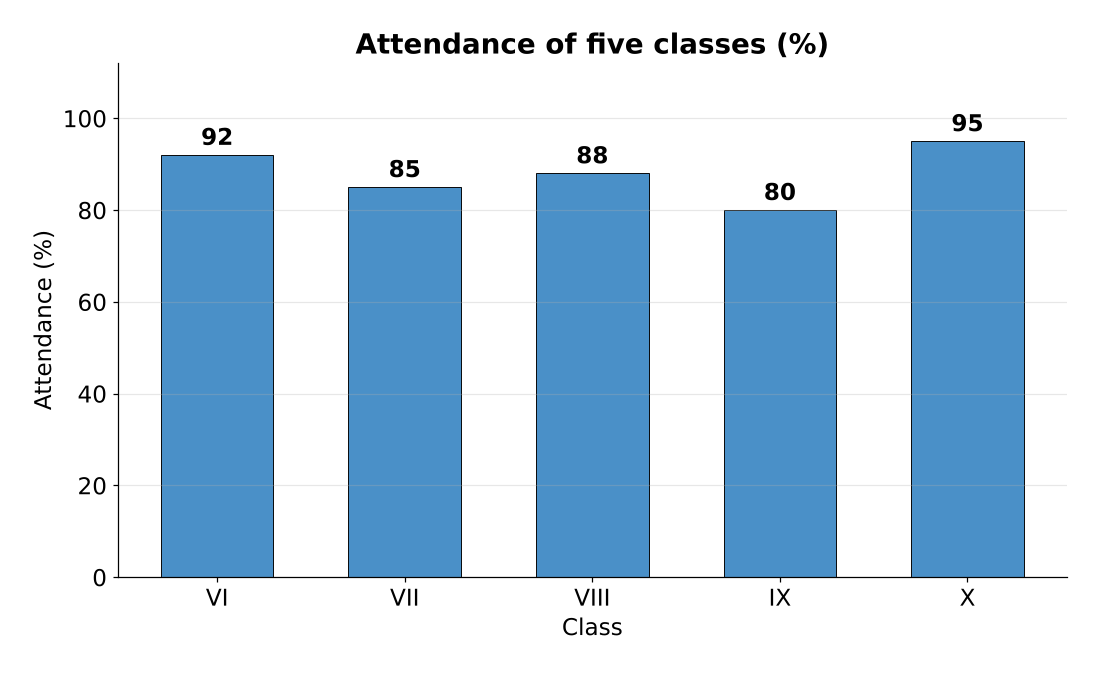 Attendance of five classes (%)
100
80
60
40
20
0
Attendance (%)
92
85
88
80
95
VI
VII
VIII
IX
X
Class